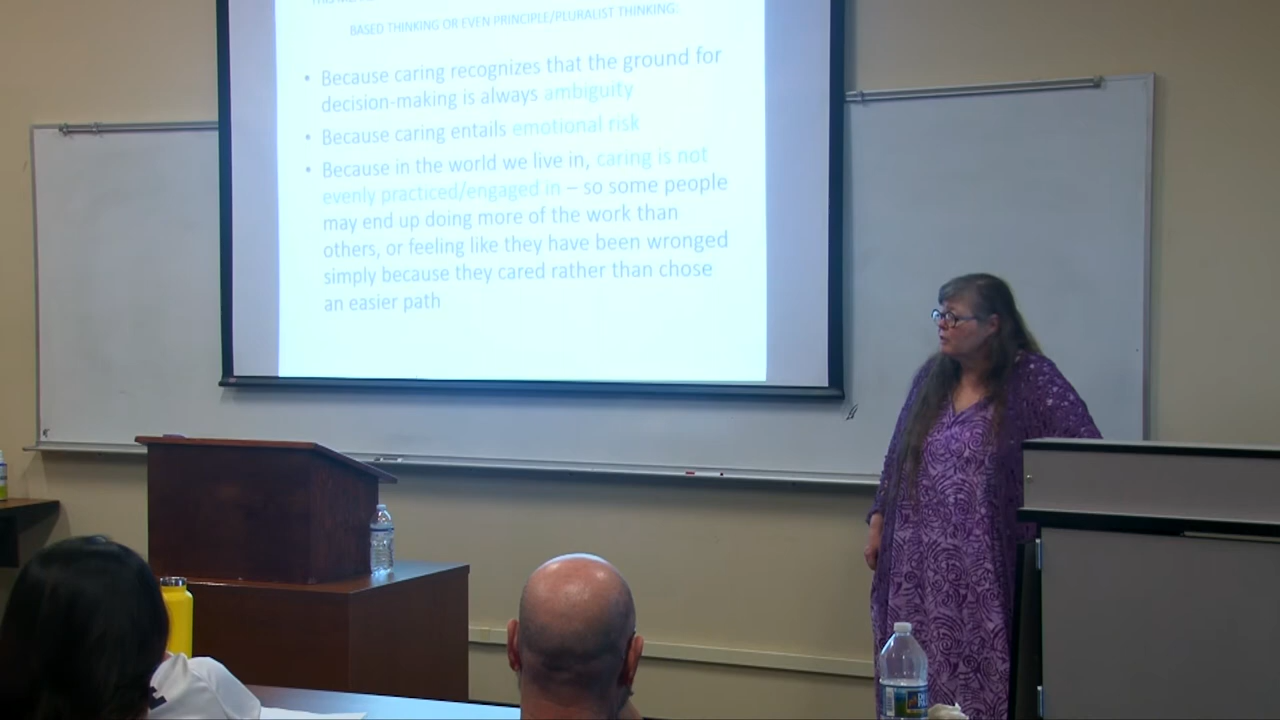 BASED THINKING OR EVEN PRINCIPLE/PLURALIST THINKING:
• Because caring recognizes that the ground for
decision-making is always ambiguity
• Because caring entails emotional risk
• Because in the world we live in, caring is not
evenly practiced/engaged in – so some people
may end up doing more of the work than
others, or feeling like they have been wronged
simply because they cared rather than chose
an easier path